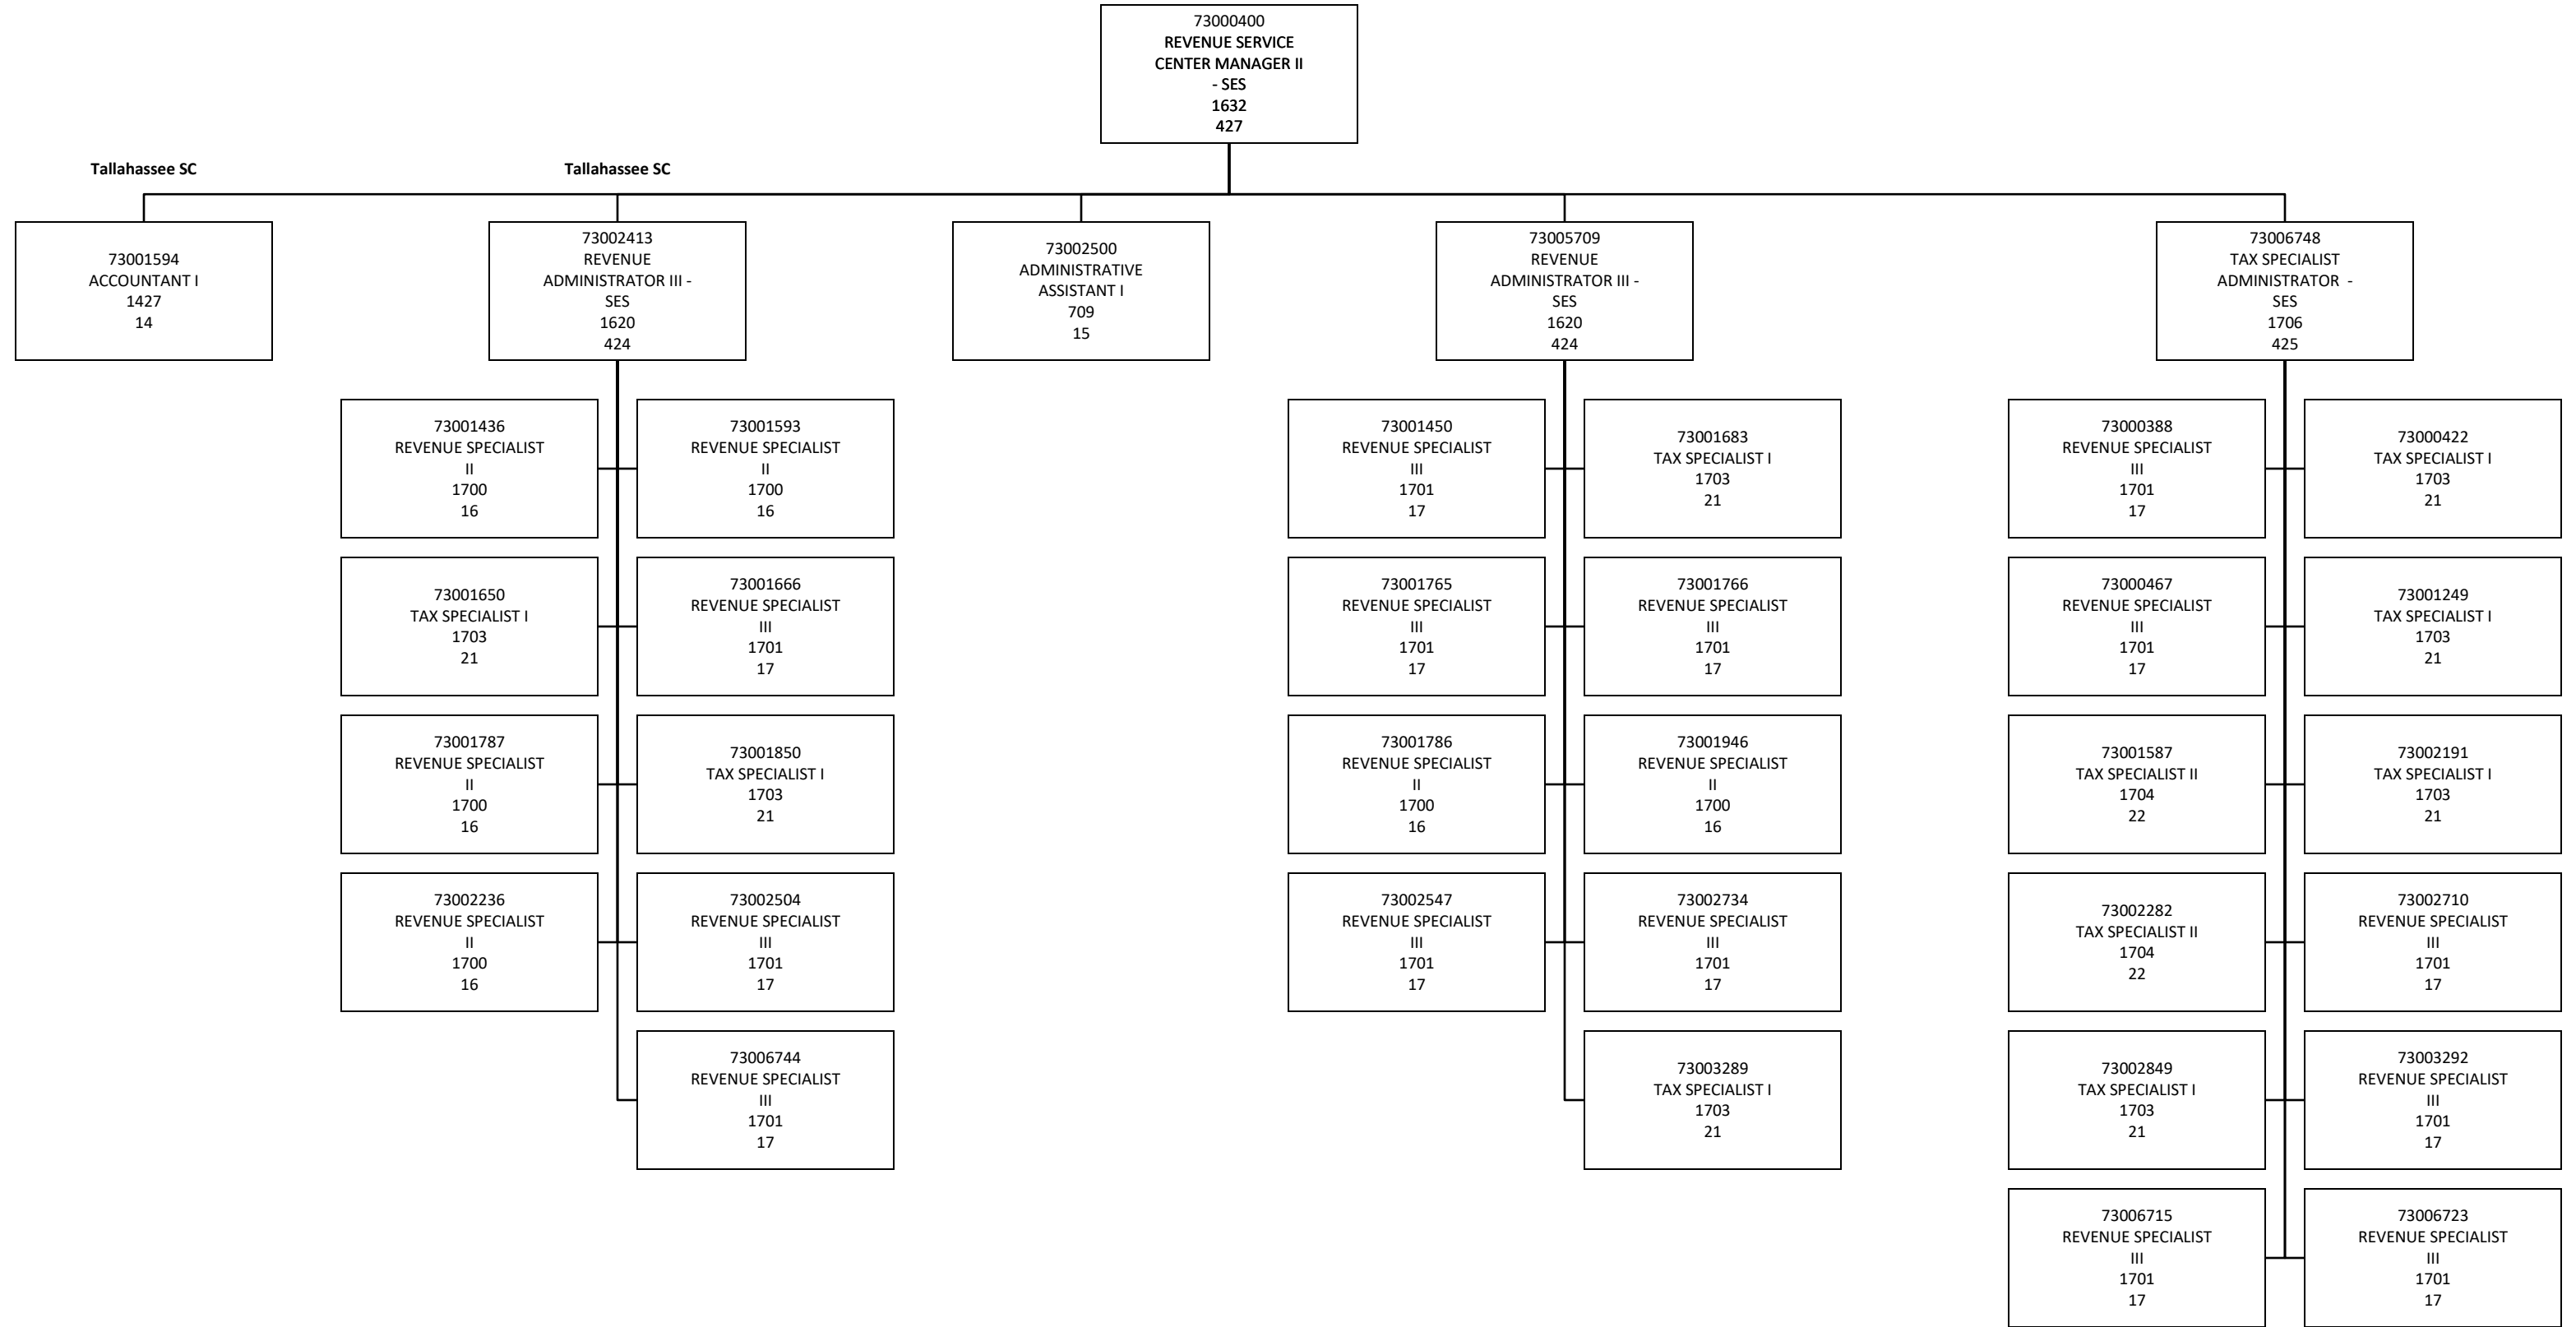 73000400
REVENUE SERVICE
CENTER MANAGER II
- SES
1632
427
Tallahassee SC
Tallahassee SC
73001594
ACCOUNTANT I
1427
14
73002413
REVENUE
ADMINISTRATOR III -
SES
1620
424
73002500
ADMINISTRATIVE
ASSISTANT I
709
15
73005709
REVENUE
ADMINISTRATOR III -
SES
1620
424
73006748
TAX SPECIALIST
ADMINISTRATOR -
SES
1706
425
73001436
REVENUE SPECIALIST
II
1700
16
73001593
REVENUE SPECIALIST
II
1700
16
73001650
TAX SPECIALIST I
1703
21
73001666
REVENUE SPECIALIST
III
1701
17
73001787
REVENUE SPECIALIST
II
1700
16
73001850
TAX SPECIALIST I
1703
21
73002236
REVENUE SPECIALIST
II
1700
16
73002504
REVENUE SPECIALIST
III
1701
17
73006744
REVENUE SPECIALIST
III
1701
17
73001450
REVENUE SPECIALIST
III
1701
17
73001683
TAX SPECIALIST I
1703
21
73001765
REVENUE SPECIALIST
III
1701
17
73001766
REVENUE SPECIALIST
III
1701
17
73001786
REVENUE SPECIALIST
II
1700
16
73001946
REVENUE SPECIALIST
II
1700
16
73002547
REVENUE SPECIALIST
III
1701
17
73002734
REVENUE SPECIALIST
III
1701
17
73003289
TAX SPECIALIST I
1703
21
73000388
REVENUE SPECIALIST
III
1701
17
73000422
TAX SPECIALIST I
1703
21
73000467
REVENUE SPECIALIST
III
1701
17
73001249
TAX SPECIALIST I
1703
21
73001587
TAX SPECIALIST II
1704
22
73002191
TAX SPECIALIST I
1703
21
73002282
TAX SPECIALIST II
1704
22
73002710
REVENUE SPECIALIST
III
1701
17
73002849
TAX SPECIALIST I
1703
21
73003292
REVENUE SPECIALIST
III
1701
17
73006715
REVENUE SPECIALIST
III
1701
17
73006723
REVENUE SPECIALIST
III
1701
17